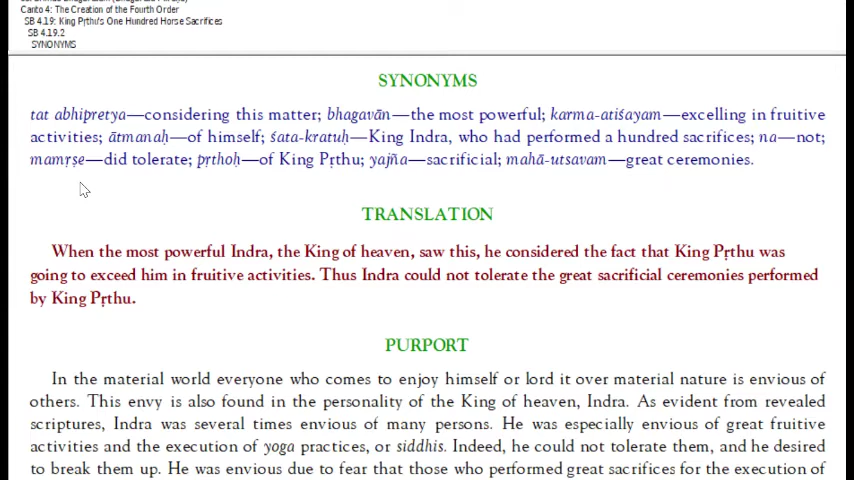 Canto 4: The Creation of the Fourth Order
SB 4.19: King Pṛthu's One Hundred Horse Sacrifices
SB 4.19.2
SYNONYMS
SYNONYMS
tat abhipretya—considering this matter; bhagavān—the most powerful; karma-atiśayam—excelling in fruitive
activities; ātmanaḥ—of himself; śata-kratuḥ—King Indra, who had performed a hundred sacrifices; na—not;
mamṛṣe—did tolerate; pṛthoḥ—of King Pṛthu; yajña—sacrificial; mahā-utsavam—great ceremonies.
TRANSLATION
When the most powerful Indra, the King of heaven, saw this, he considered the fact that King Pṛthu was
going to exceed him in fruitive activities. Thus Indra could not tolerate the great sacrificial ceremonies performed
by King Pṛthu.
PURPORT
In the material world everyone who comes to enjoy himself or lord it over material nature is envious of
others. This envy is also found in the personality of the King of heaven, Indra. As evident from revealed
scriptures, Indra was several times envious of many persons. He was especially envious of great fruitive
activities and the execution of yoga practices, or siddhis. Indeed, he could not tolerate them, and he desired
to break them up. He was envious due to fear that those who performed great sacrifices for the execution of